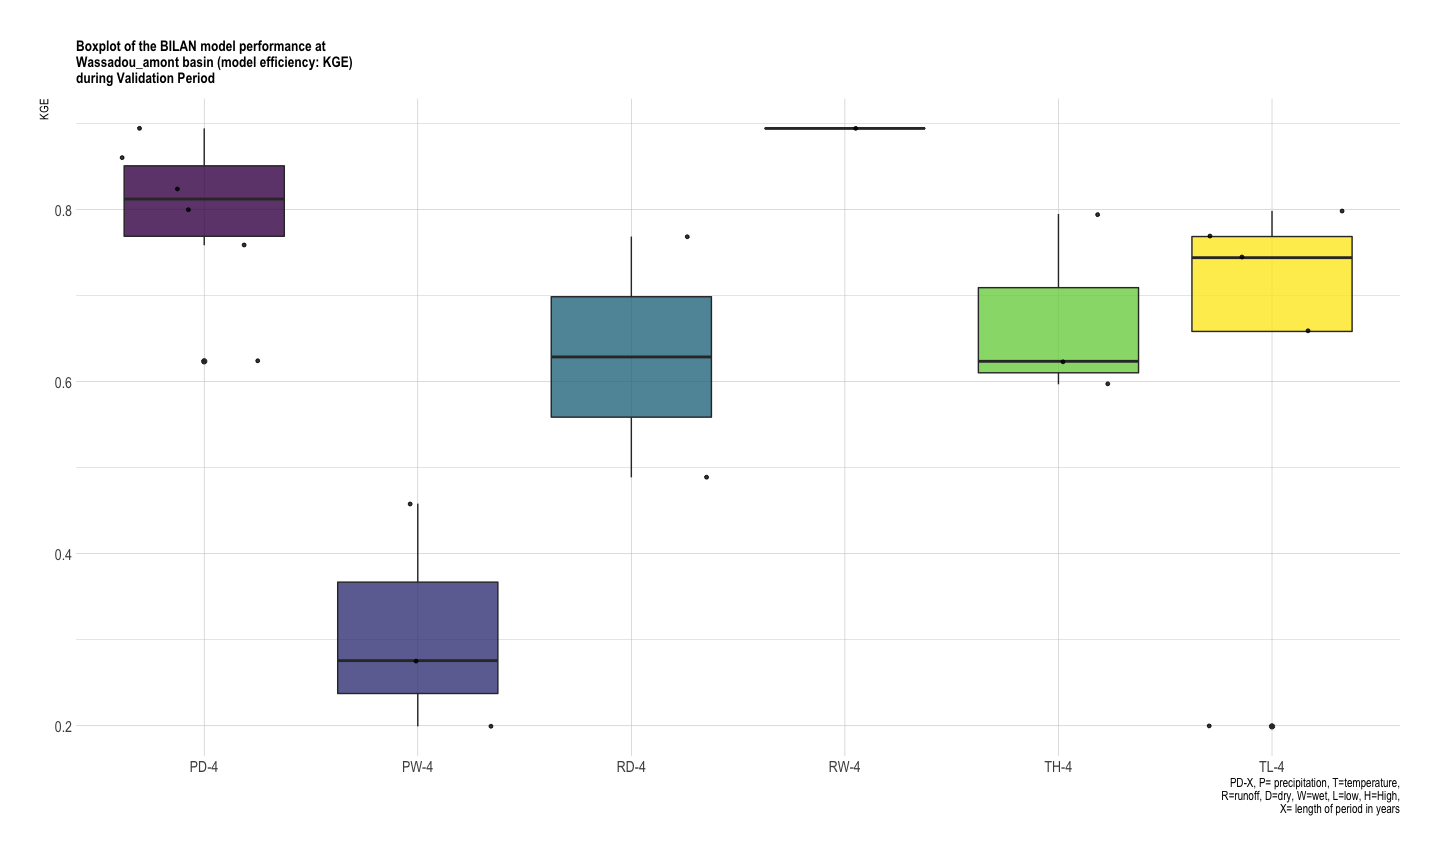 Boxplot of the BILAN model performance at
Wassadou_amont basin (model efficiency: KGE)
during Validation Period
KGE
0.8
0.6
0.4
0.2
PD-4 PW-4 RD-4 RW-4 TH-4 TL-4
PD-X, P= precipitation, T=temperature,
R=runoff, D=dry, W=wet, L=low, H=High,
X= length of period in years